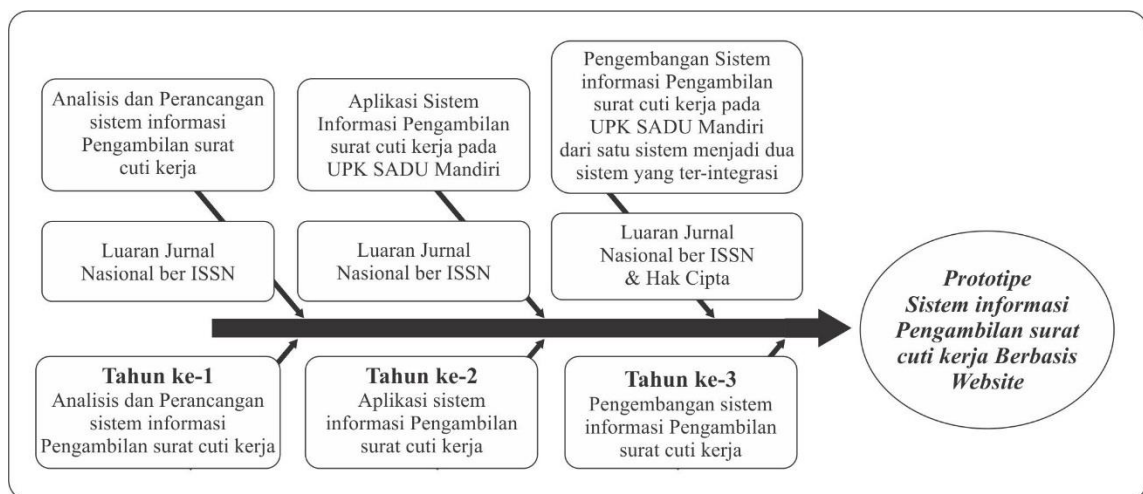 Analisis dan Perancangan
sistem informasi
Pengambilan surat
cuti kerja
Aplikasi Sistem
Informasi Pengambilan
surat cuti kerja pada
UPK SADU Mandiri
Pengembangan Sistem
informasi Pengambilan
surat cuti kerja pada
UPK SADU Mandiri
dari satu sistem menjadi dua
sistem yang ter-integrasi
Luaran Jurnal
Nasional ber ISSN
Luaran Jurnal
Nasional ber ISSN
Luaran Jurnal
Nasional ber ISSN
& Hak Cipta
Prototipe
Sistem informasi
Pengambilan surat
cuti kerja Berbasis
Website
Tahun ke-1
Analisis dan Perancangan
sistem informasi
Pengambilan surat cuti kerja
Tahun ke-2
Aplikasi sistem
informasi Pengambilan
surat cuti kerja
Tahun ke-3
Pengembangan sistem
informasi Pengambilan
surat cuti kerja